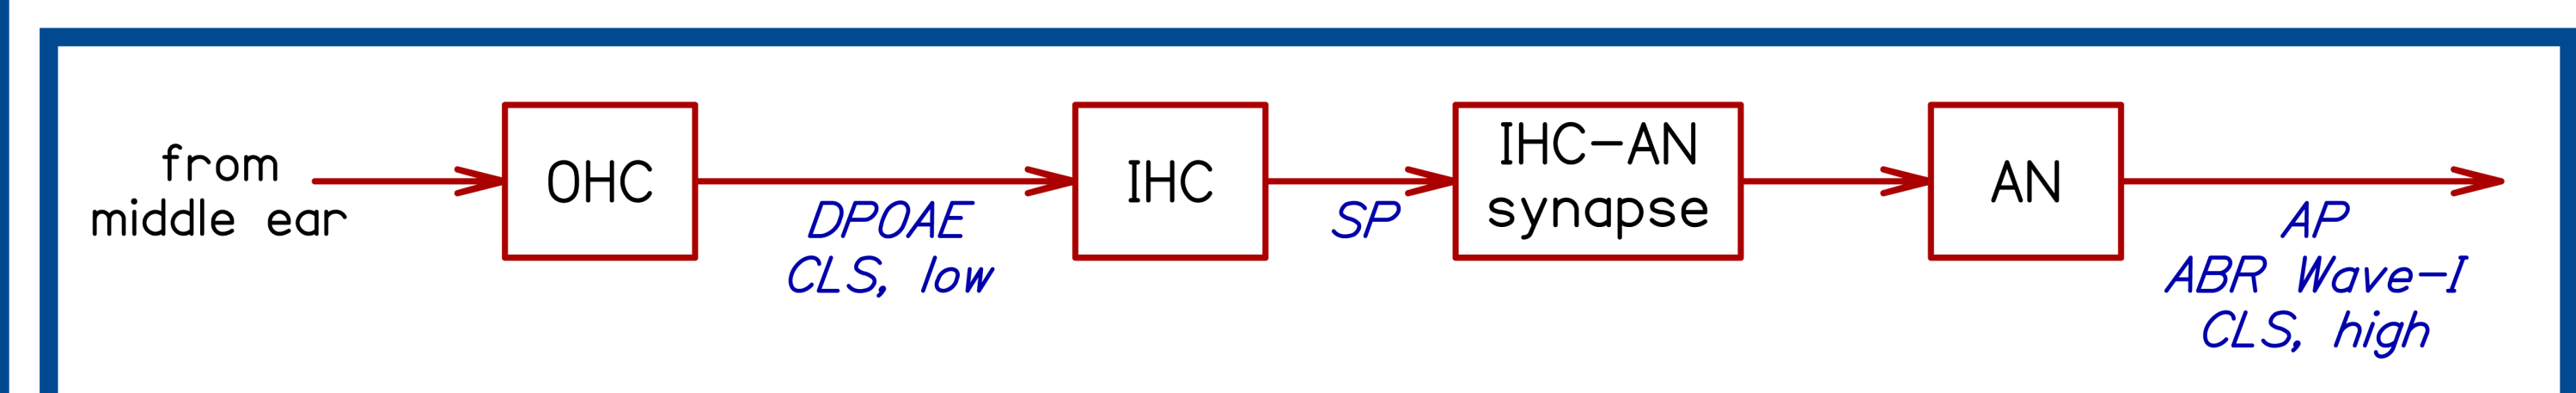 from
middle ear
OHC
DPOAE
CLS, low
IHC
SP
IHC-AN
synapse
AN
AP
ABR Wave-I
CLS, high